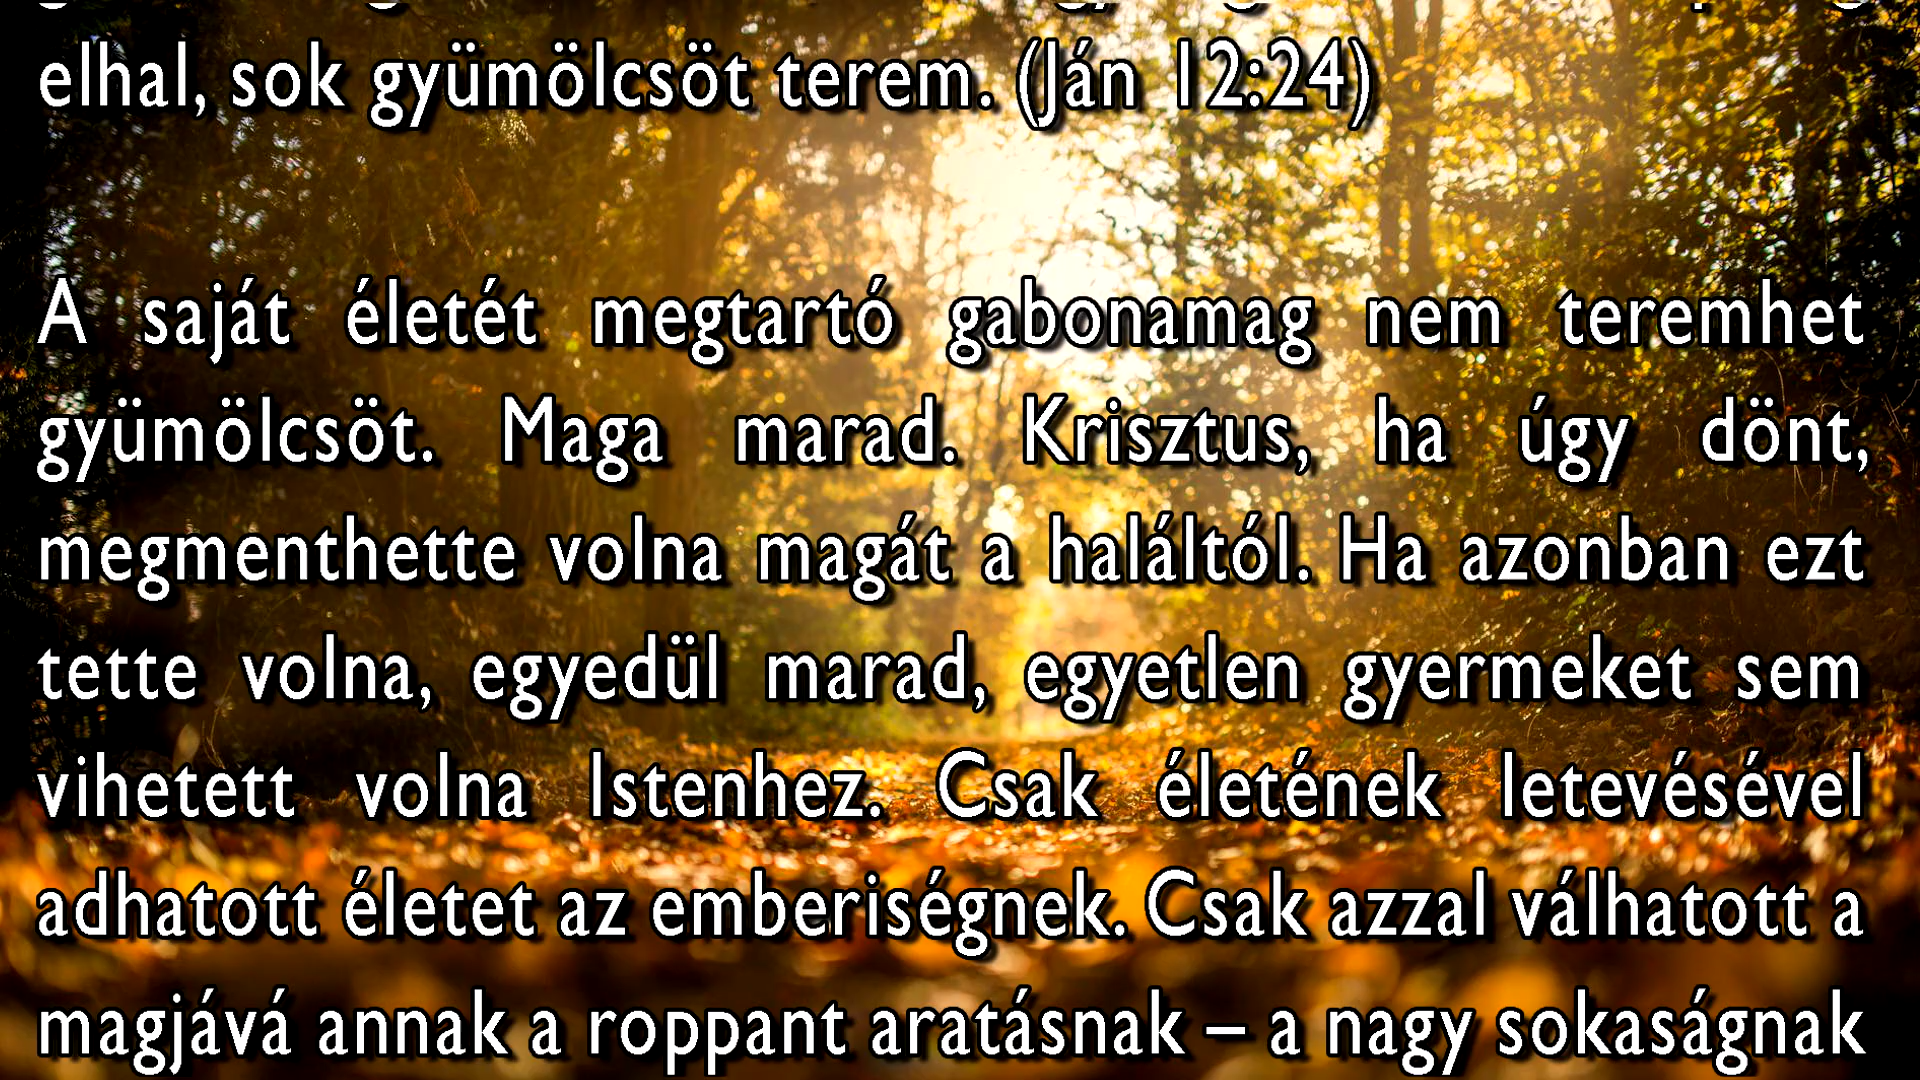 elhal, sok gyümölcsöt terem. (Ján 12:24)
A saját életét megtartó gabonamag nem teremhet
gyümölcsöt. Maga marad. Krisztus, ha úgy dönt,
megmenthette volna magát a haláltól. Ha azonban ezt
tette volna, egyedül marad, egyetlen gyermeket sem
vihetett volna Istenhez. Csak életének letevésével
adhatott életet az emberiségnek. Csak azzal válhatott a
magjává annak a roppant aratásnak – a nagy sokaságnak